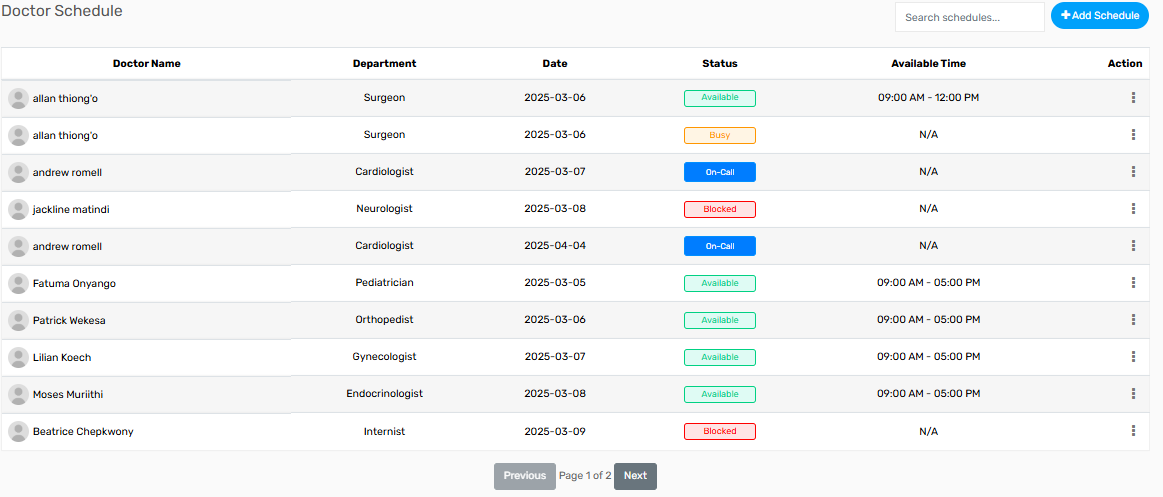 Doctor Schedule
Search schedules...
+Add Schedule
Doctor Name Department Date Status Available Time Action
allan thiong'o Surgeon 2025-03-06 Available 09:00 AM - 12:00 PM
allan thiong'o Surgeon 2025-03-06 Busy N/A
andrew romell Cardiologist 2025-03-07 On-Call N/A
jackline matindi Neurologist 2025-03-08 Blocked N/A
andrew romell Cardiologist 2025-04-04 On-Call N/A
Fatuma Onyango Pediatrician 2025-03-05 Available 09:00 AM - 05:00 PM
Patrick Wekesa Orthopedist 2025-03-06 Available 09:00 AM - 05:00 PM
Lilian Koech Gynecologist 2025-03-07 Available 09:00 AM - 05:00 PM
Moses Muriithi Endocrinologist 2025-03-08 Available 09:00 AM - 05:00 PM
Beatrice Chepkwony Internist 2025-03-09 Blocked N/A
Previous Page 1 of 2 Next